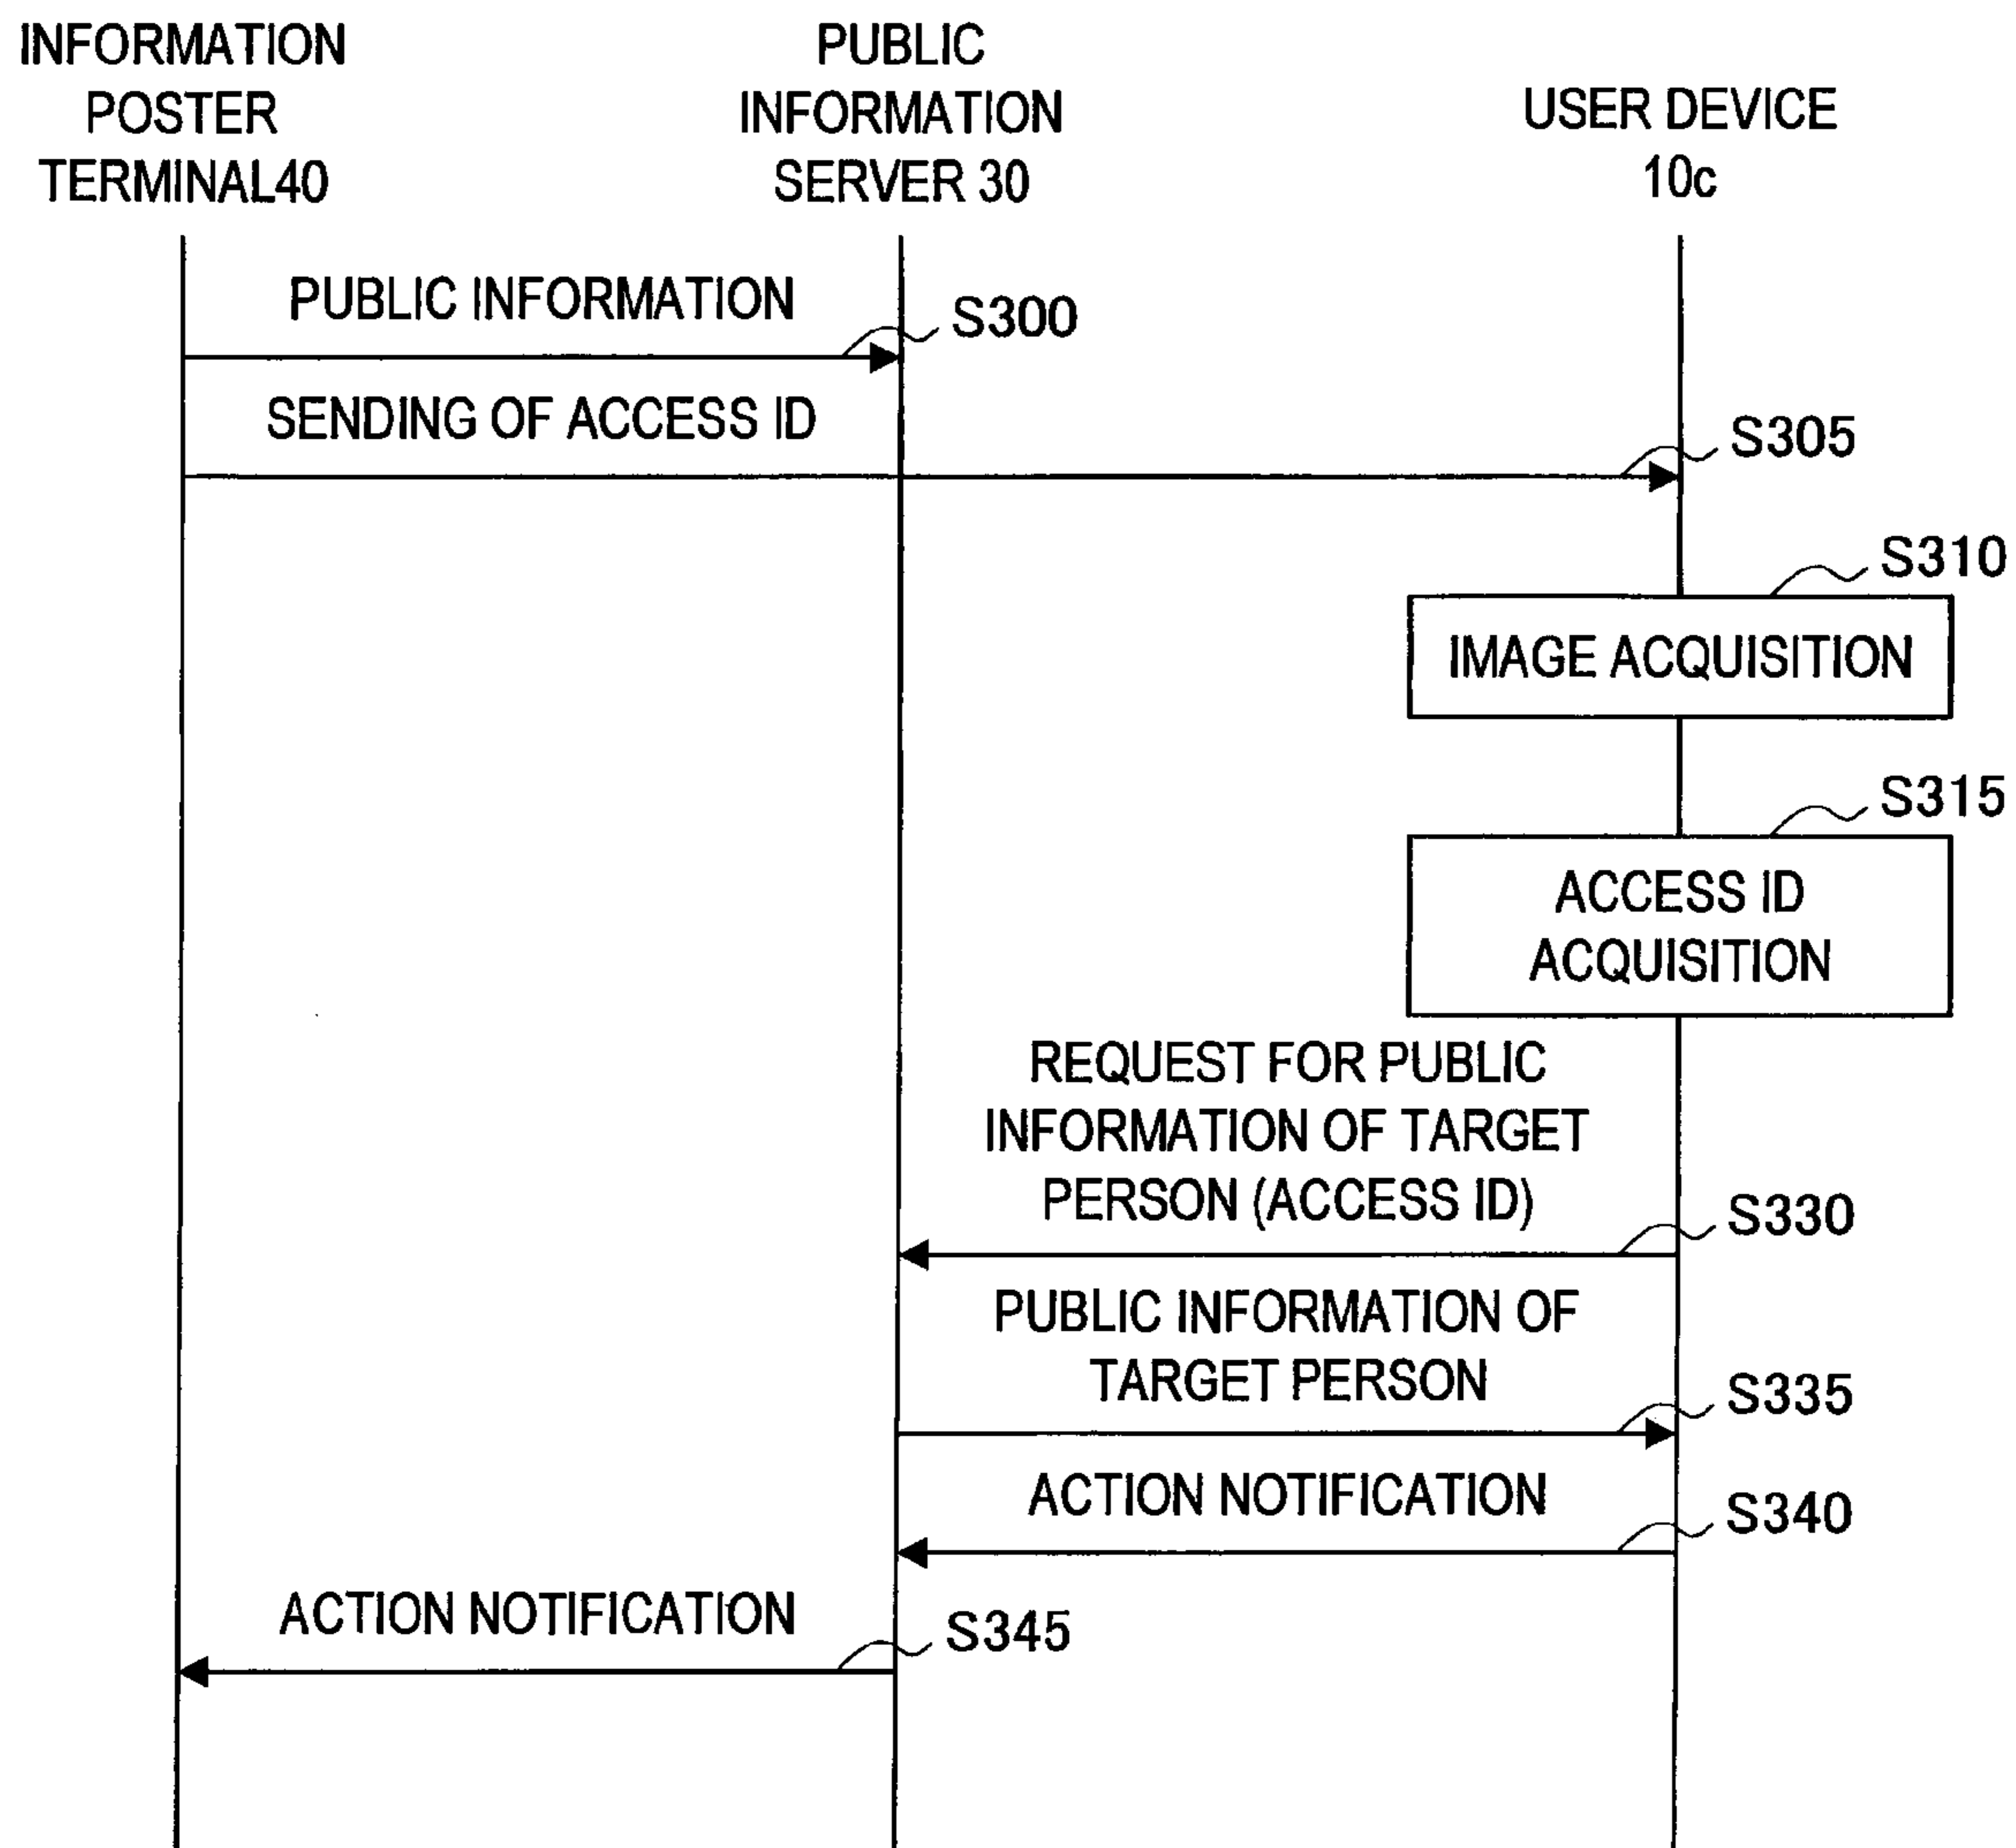 INFORMATION
POSTER
TERMINAL40
PUBLIC
INFORMATION
SERVER 30
USER DEVICE
10c
PUBLIC INFORMATION
S300
SENDING OF ACCESS ID
S305
S310
IMAGE ACQUISITION
S315
ACCESS ID
ACQUISITION
REQUEST FOR PUBLIC
INFORMATION OF TARGET
PERSON (ACCESS ID)
S330
PUBLIC INFORMATION OF
TARGET PERSON
S335
ACTION NOTIFICATION
S340
ACTION NOTIFICATION
S345